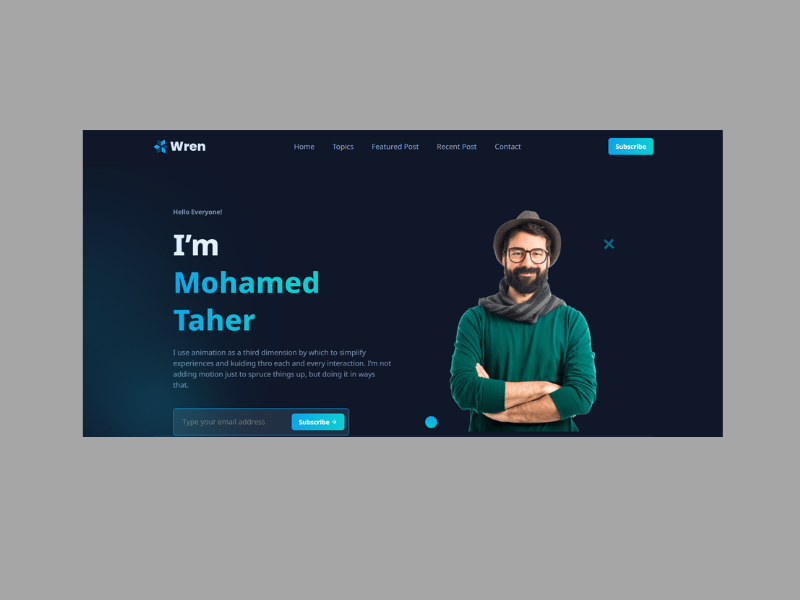 Wren
Home Topics Featured Post Recent Post Contact
Subscribe
Hello Everyone!
I'm
Mohamed
Taher
I use animation as a third dimension by which to simplify
experiences and kuiding thro each and every interaction. I'm not
adding motion just to spruce things up, but doing it in ways
that.
Type your email address
Subscribe →